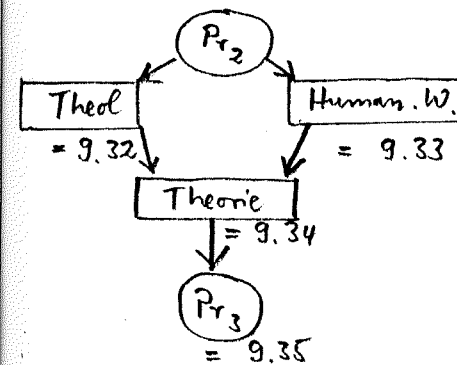 Pr₂
Theol Human. W.
= 9.32 = 9.33
Theorie
= 9.34
Pr₃
= 9.35